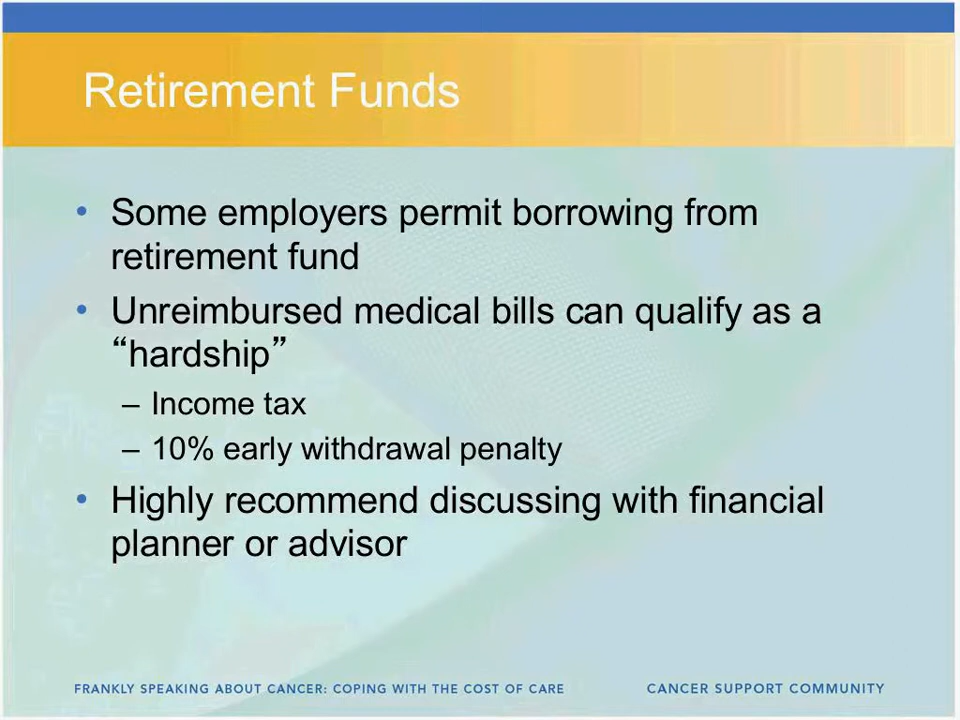 Retirement Funds
• Some employers permit borrowing from
retirement fund
• Unreimbursed medical bills can qualify as a
“hardship”
– Income tax
– 10% early withdrawal penalty
• Highly recommend discussing with financial
planner or advisor
FRANKLY SPEAKING ABOUT CANCER: COPING WITH THE COST OF CARE CANCER SUPPORT COMMUNITY